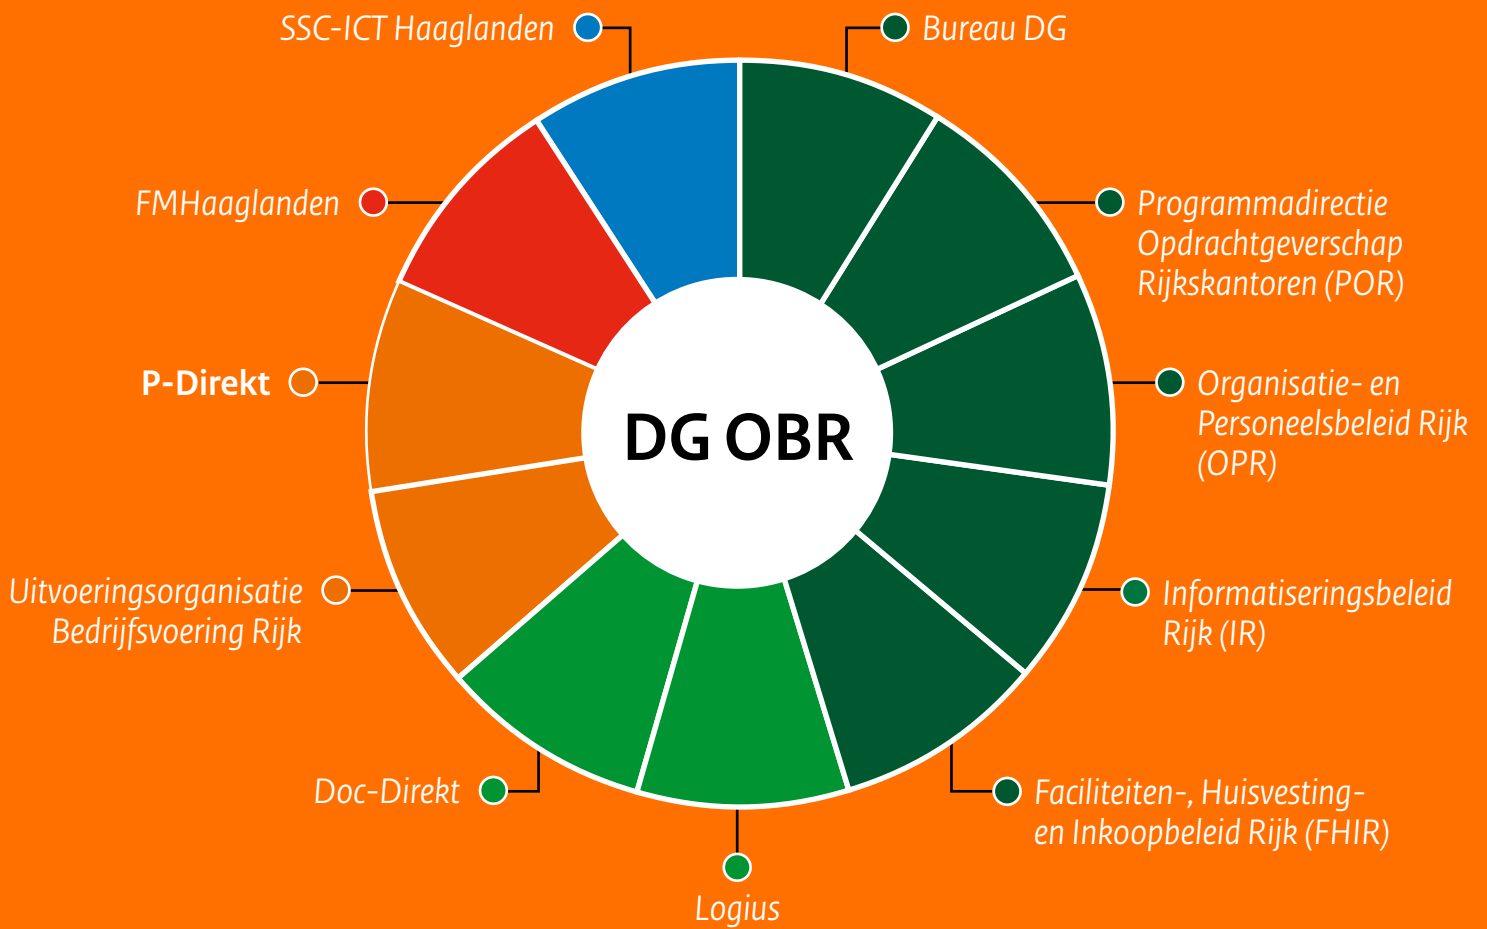 SSC-ICT Haaglanden
Bureau DG
FMHaaglanden
Programmadirectie
Opdrachtgeverschap
Rijkskantoren (POR)
P-Direkt
Organisatie- en
Personeelsbeleid Rijk
(OPR)
DG OBR
Uitvoeringsorganisatie
Bedrijfsvoering Rijk
Informatiseringsbeleid
Rijk (IR)
Doc-Direkt
Faciliteiten-, Huisvesting-
en Inkoopbeleid Rijk (FHIR)
Logius